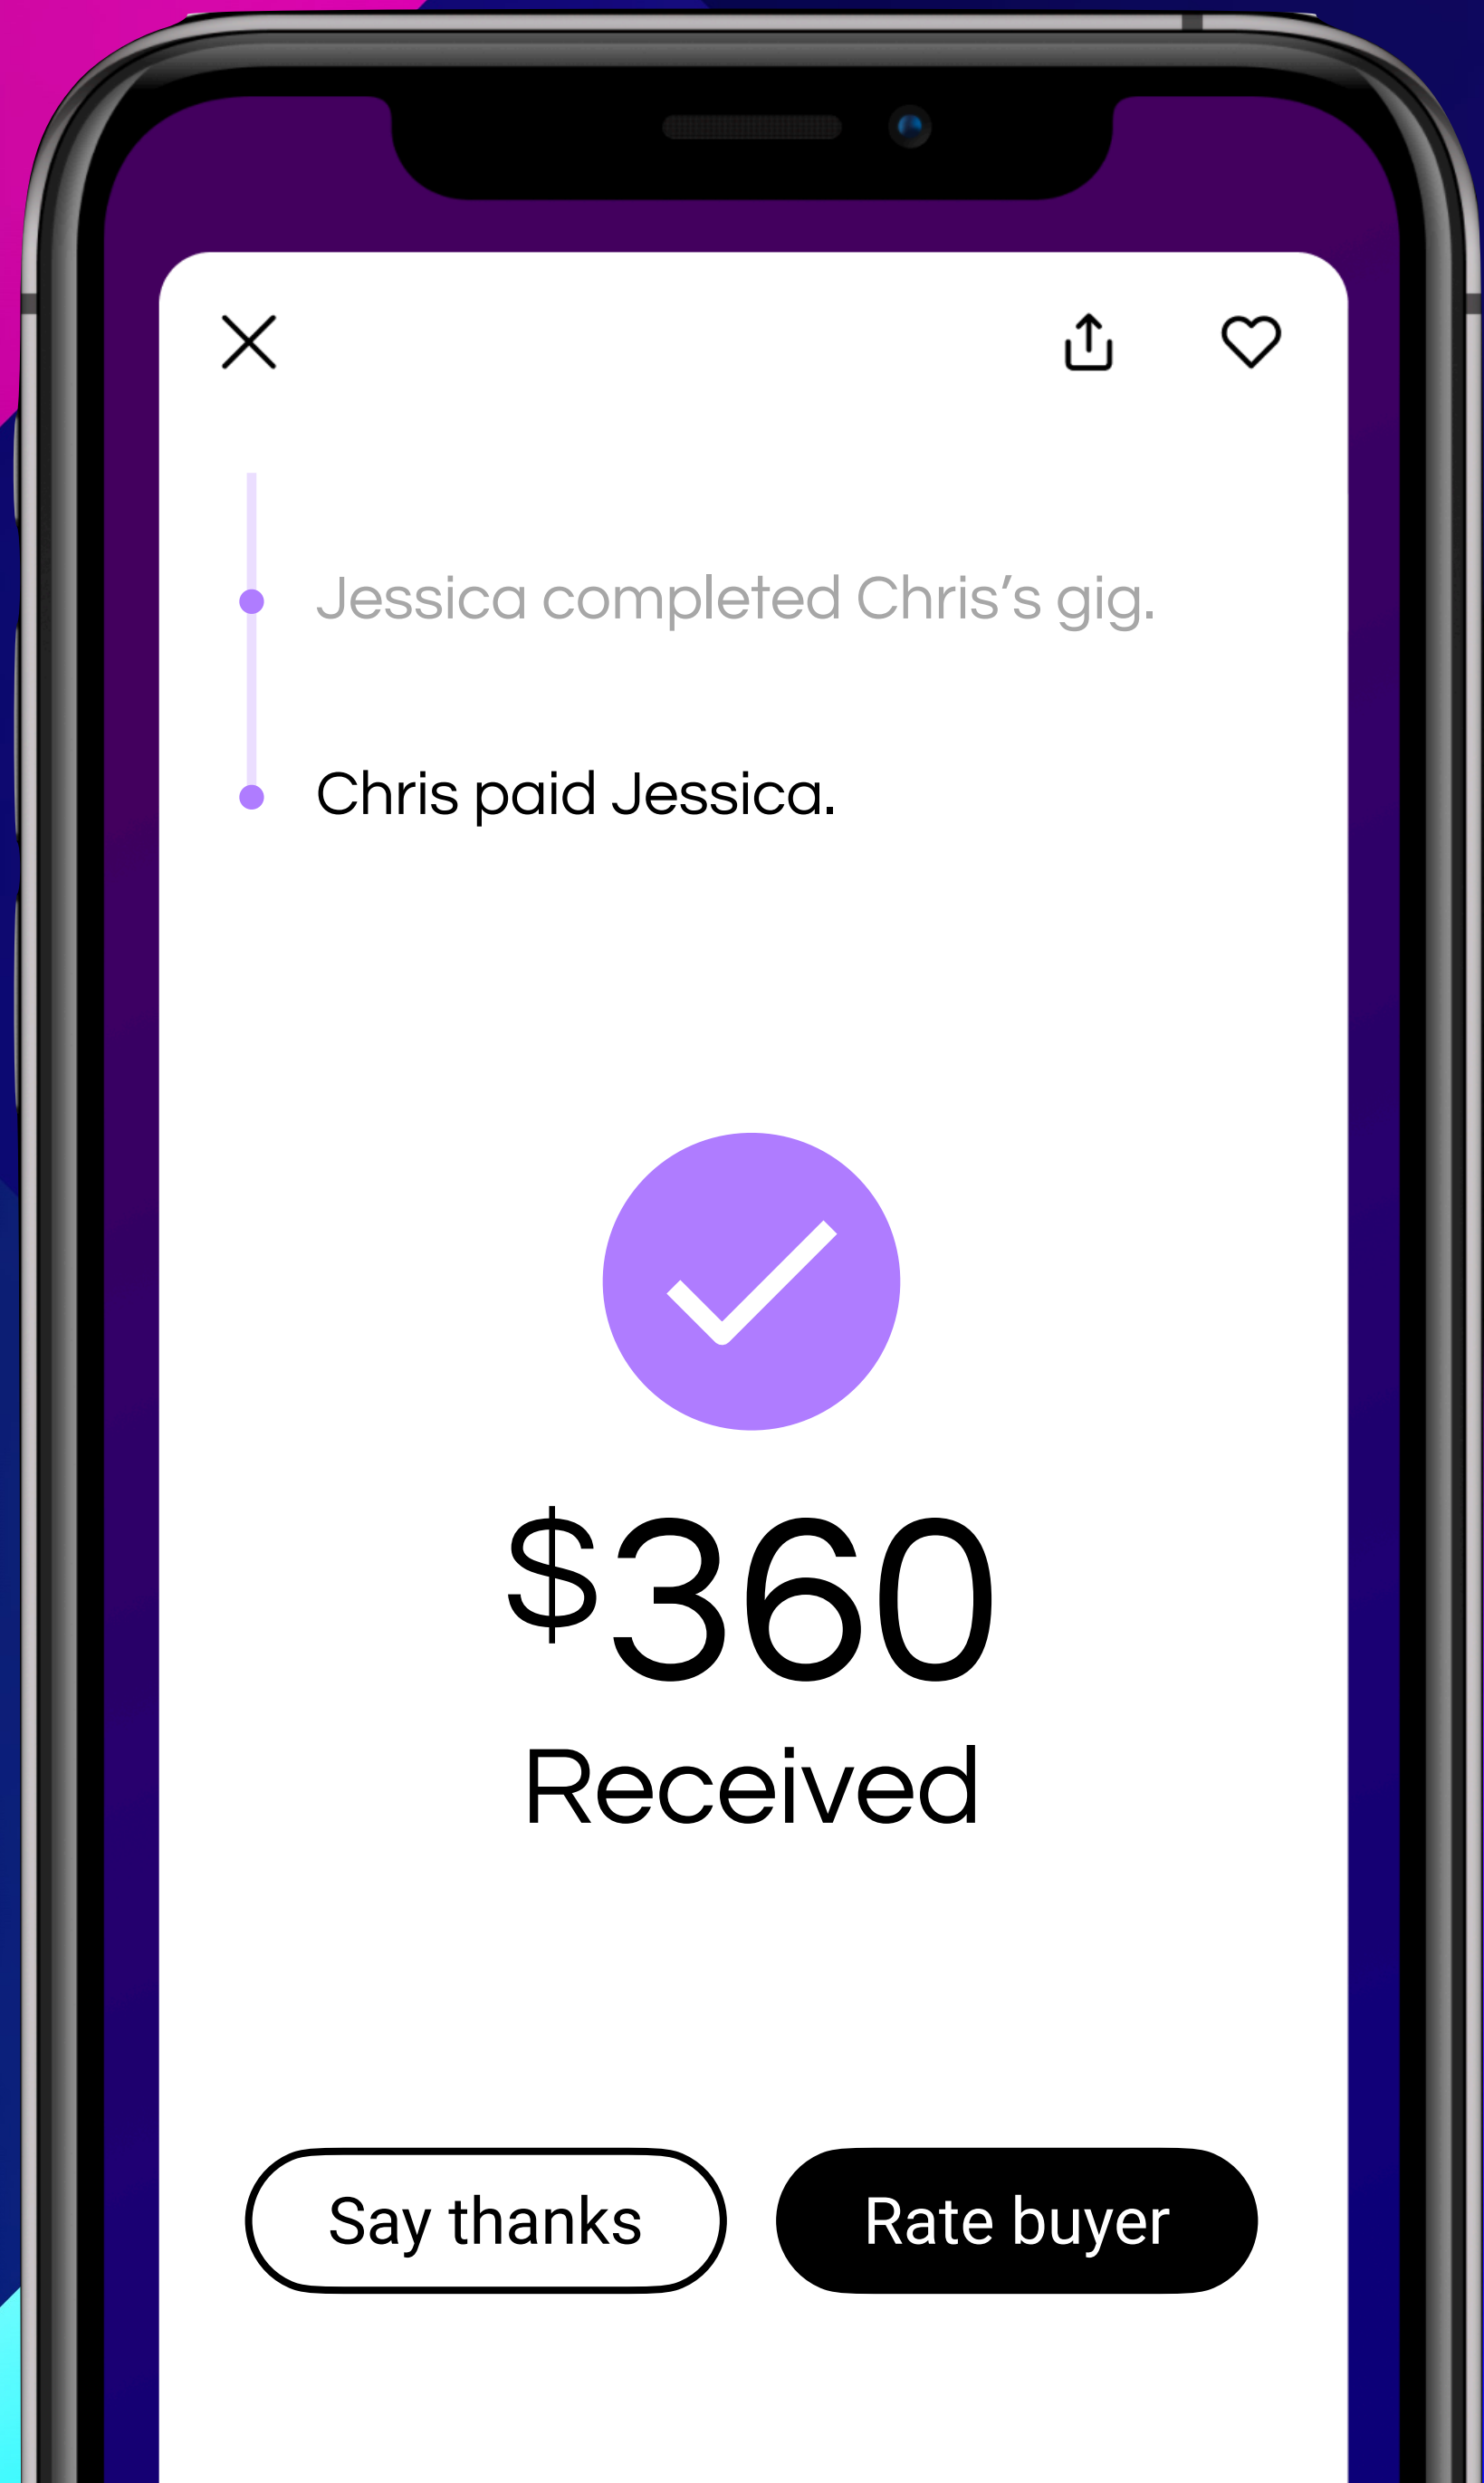 Jessica completed Chris’s gig.
Chris paid Jessica.
$360
Received
Say thanks
Rate buyer